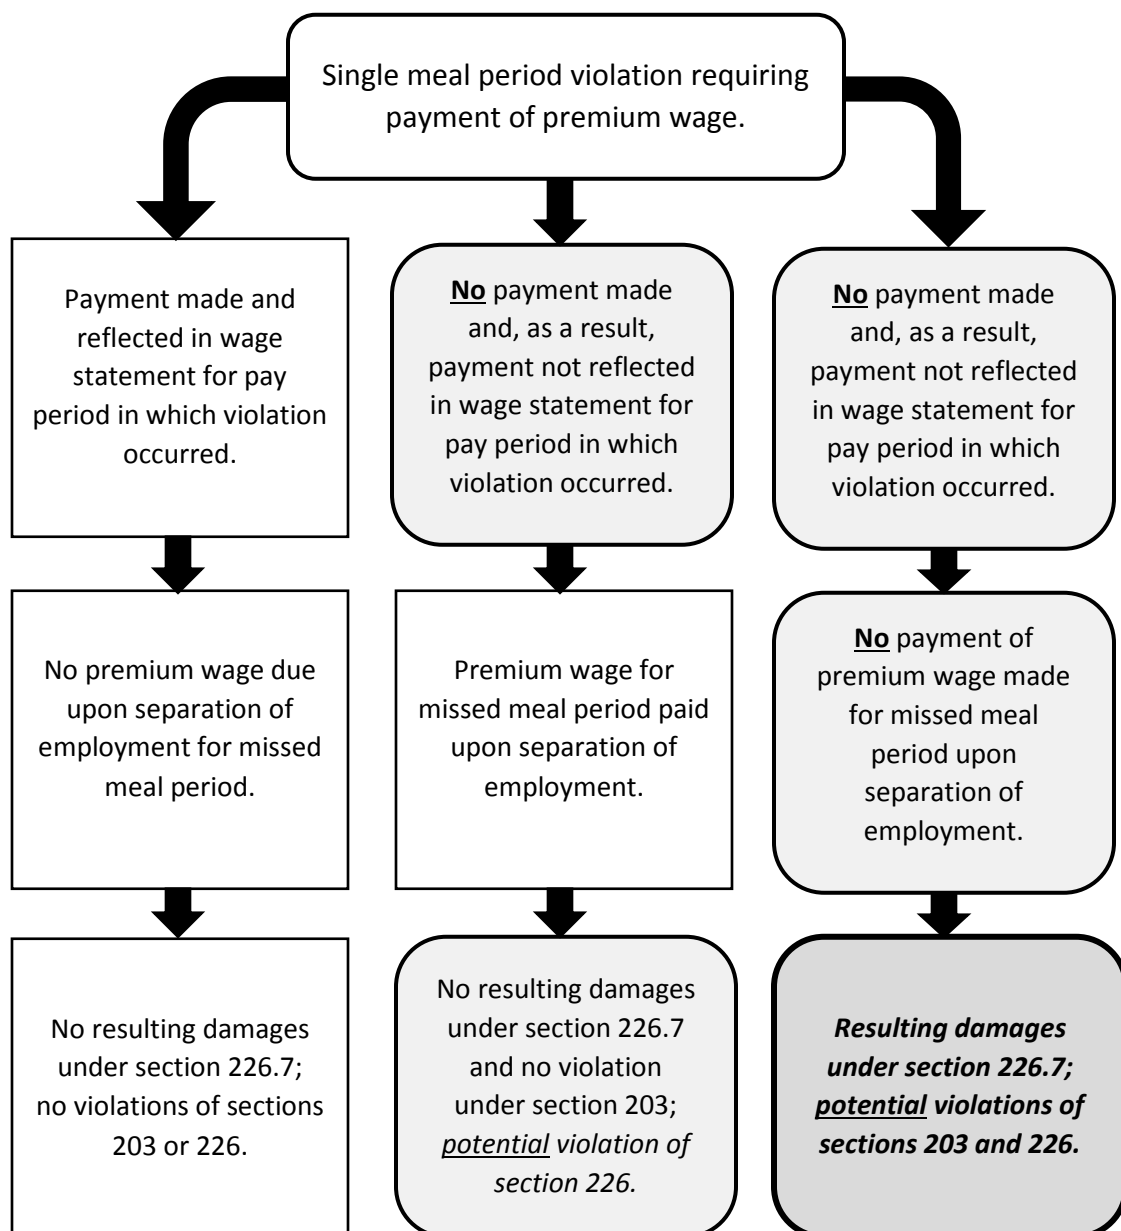 Single meal period violation requiring
payment of premium wage.
Payment made and
reflected in wage
statement for pay
period in which violation
occurred.
No payment made
and, as a result,
payment not reflected
in wage statement for
pay period in which
violation occurred.
No payment made
and, as a result,
payment not reflected
in wage statement for
pay period in which
violation occurred.
No premium wage due
upon separation of
employment for missed
meal period.
Premium wage for
missed meal period paid
upon separation of
employment.
No payment of
premium wage made
for missed meal
period upon
separation of
employment.
No resulting damages
under section 226.7;
no violations of sections
203 or 226.
No resulting damages
under section 226.7
and no violation
under section 203;
potential violation of
section 226.
Resulting damages
under section 226.7;
potential violations of
sections 203 and 226.